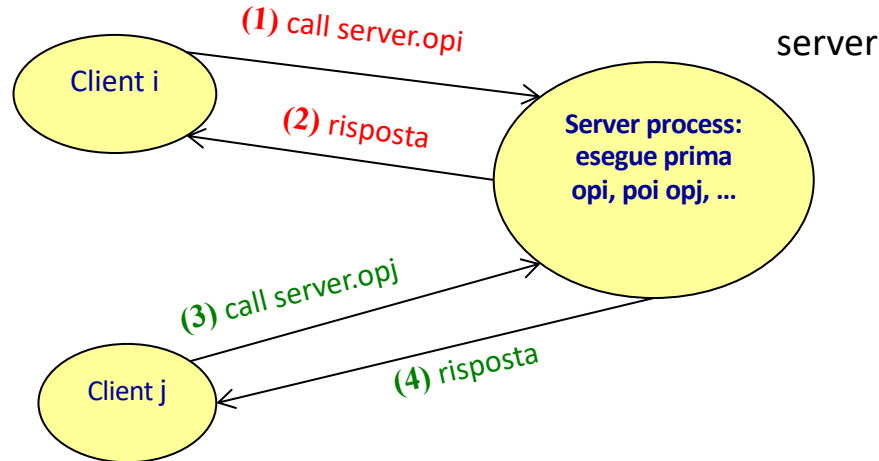 (1) call server.opi
server
Client i
(2) risposta
Server process:
esegue prima
opi, poi opj, ...
(3) call server.opj
Client j
(4) risposta